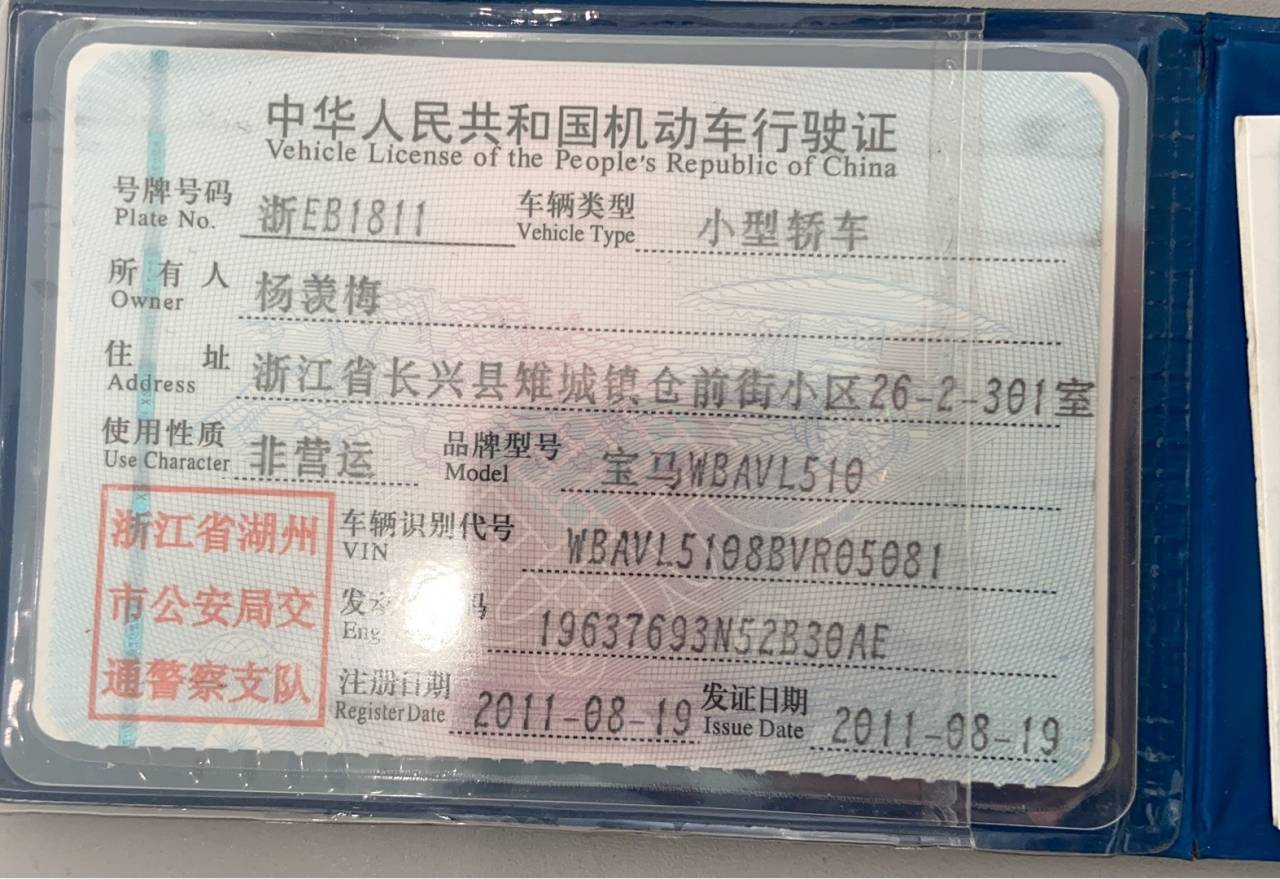 中华人民共和国机动车行驶证
Vehicle License of the People's Republic of China
号牌号码 浙EB1811 车辆类型 小型轿车
Plate No. Vehicle Type
所有人 杨羡梅
Owner
住址 浙江省长兴县雉城镇仓前街小区26-2-301室
Address
使用性质 非营运 品牌型号 宝马WBAVL510
Use Character Model
浙江省湖州
市公安局交
通警察支队
车辆识别代号 WBAVL5108BVR05081
VIN
发 码 19637693N52B30AE
Eng
注册日期 2011-08-19 发证日期 2011-08-19
Register Date Issue Date